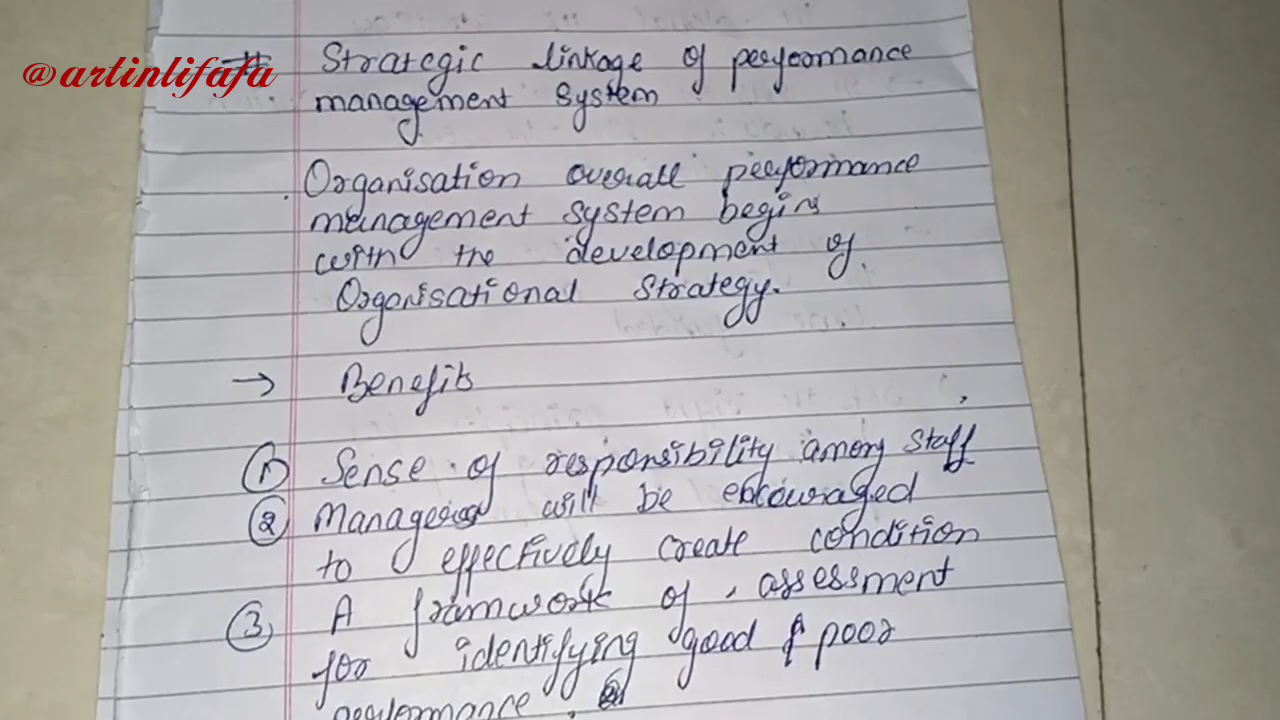 @artinlifafa
# Strategic linkage of performance
management system
Organisation overall performance
management system begins
with the development of
Organisational Strategy.
→ Benefits
① Sense of responsibility among staff
② Managers will be encouraged
to effectively create condition
③ A framwork of assessment
for identifying good & poor
performance.